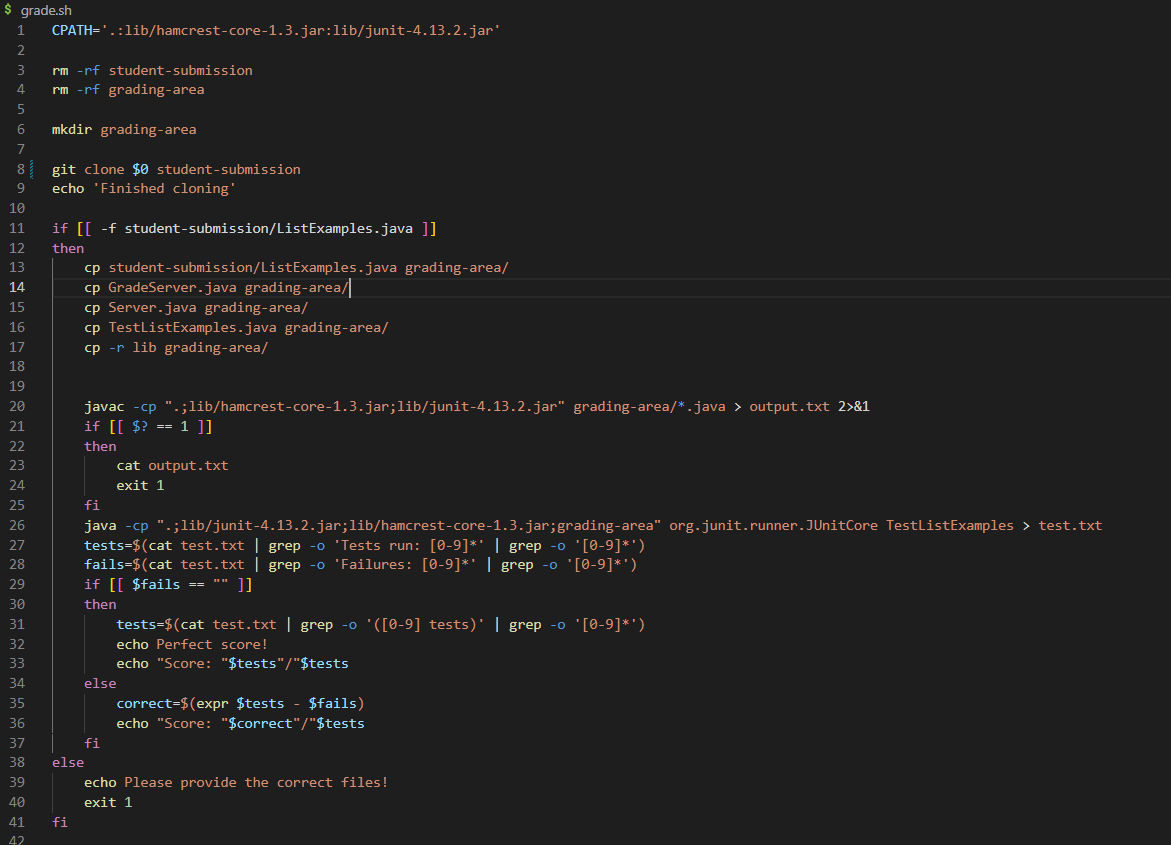 $ grade.sh
1 CPATH='.:lib/hamcrest-core-1.3.jar:lib/junit-4.13.2.jar'
2
3 rm -rf student-submission
4 rm -rf grading-area
5
6 mkdir grading-area
7
8 git clone $0 student-submission
9 echo 'Finished cloning'
10
11 if [[ -f student-submission/ListExamples.java ]]
12 then
13     cp student-submission/ListExamples.java grading-area/
14     cp GradeServer.java grading-area/
15     cp Server.java grading-area/
16     cp TestListExamples.java grading-area/
17     cp -r lib grading-area/
18
19
20     javac -cp ".;lib/hamcrest-core-1.3.jar;lib/junit-4.13.2.jar" grading-area/*.java > output.txt 2>&1
21     if [[ $? == 1 ]]
22     then
23         cat output.txt
24         exit 1
25     fi
26     java -cp ".;lib/junit-4.13.2.jar;lib/hamcrest-core-1.3.jar;grading-area" org.junit.runner.JUnitCore TestListExamples > test.txt
27     tests=$(cat test.txt | grep -o 'Tests run: [0-9]*' | grep -o '[0-9]*')
28     fails=$(cat test.txt | grep -o 'Failures: [0-9]*' | grep -o '[0-9]*')
29     if [[ $fails == "" ]]
30     then
31         tests=$(cat test.txt | grep -o '([0-9] tests)' | grep -o '[0-9]*')
32         echo Perfect score!
33         echo "Score: "$tests"/"$tests
34     else
35         correct=$(expr $tests - $fails)
36         echo "Score: "$correct"/"$tests
37     fi
38 else
39     echo Please provide the correct files!
40     exit 1
41 fi
42